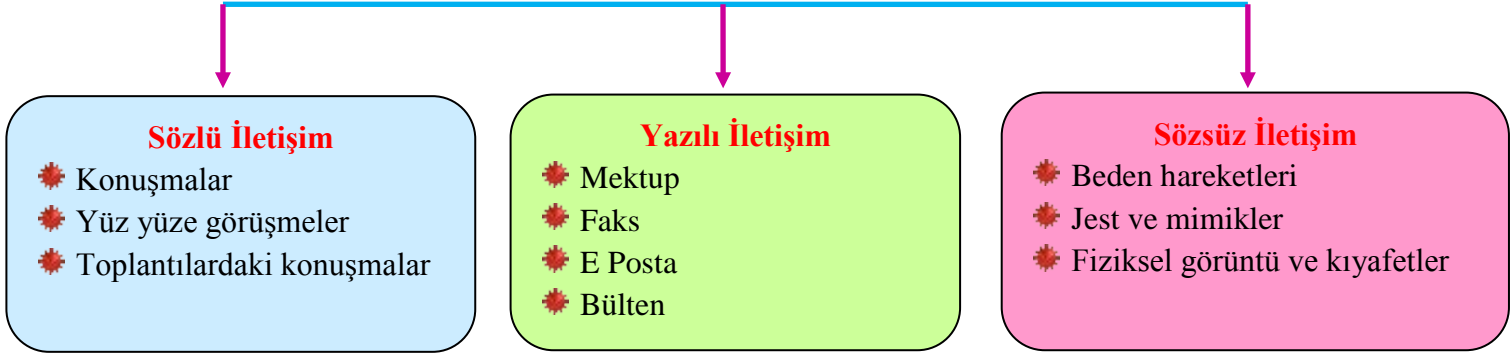 Sözlü İletişim
Konuşmalar
Yüz yüze görüşmeler
Toplantılardaki konuşmalar
Yazılı İletişim
Mektup
Faks
E Posta
Bülten
Sözsüz İletişim
Beden hareketleri
Jest ve mimikler
Fiziksel görüntü ve kıyafetler